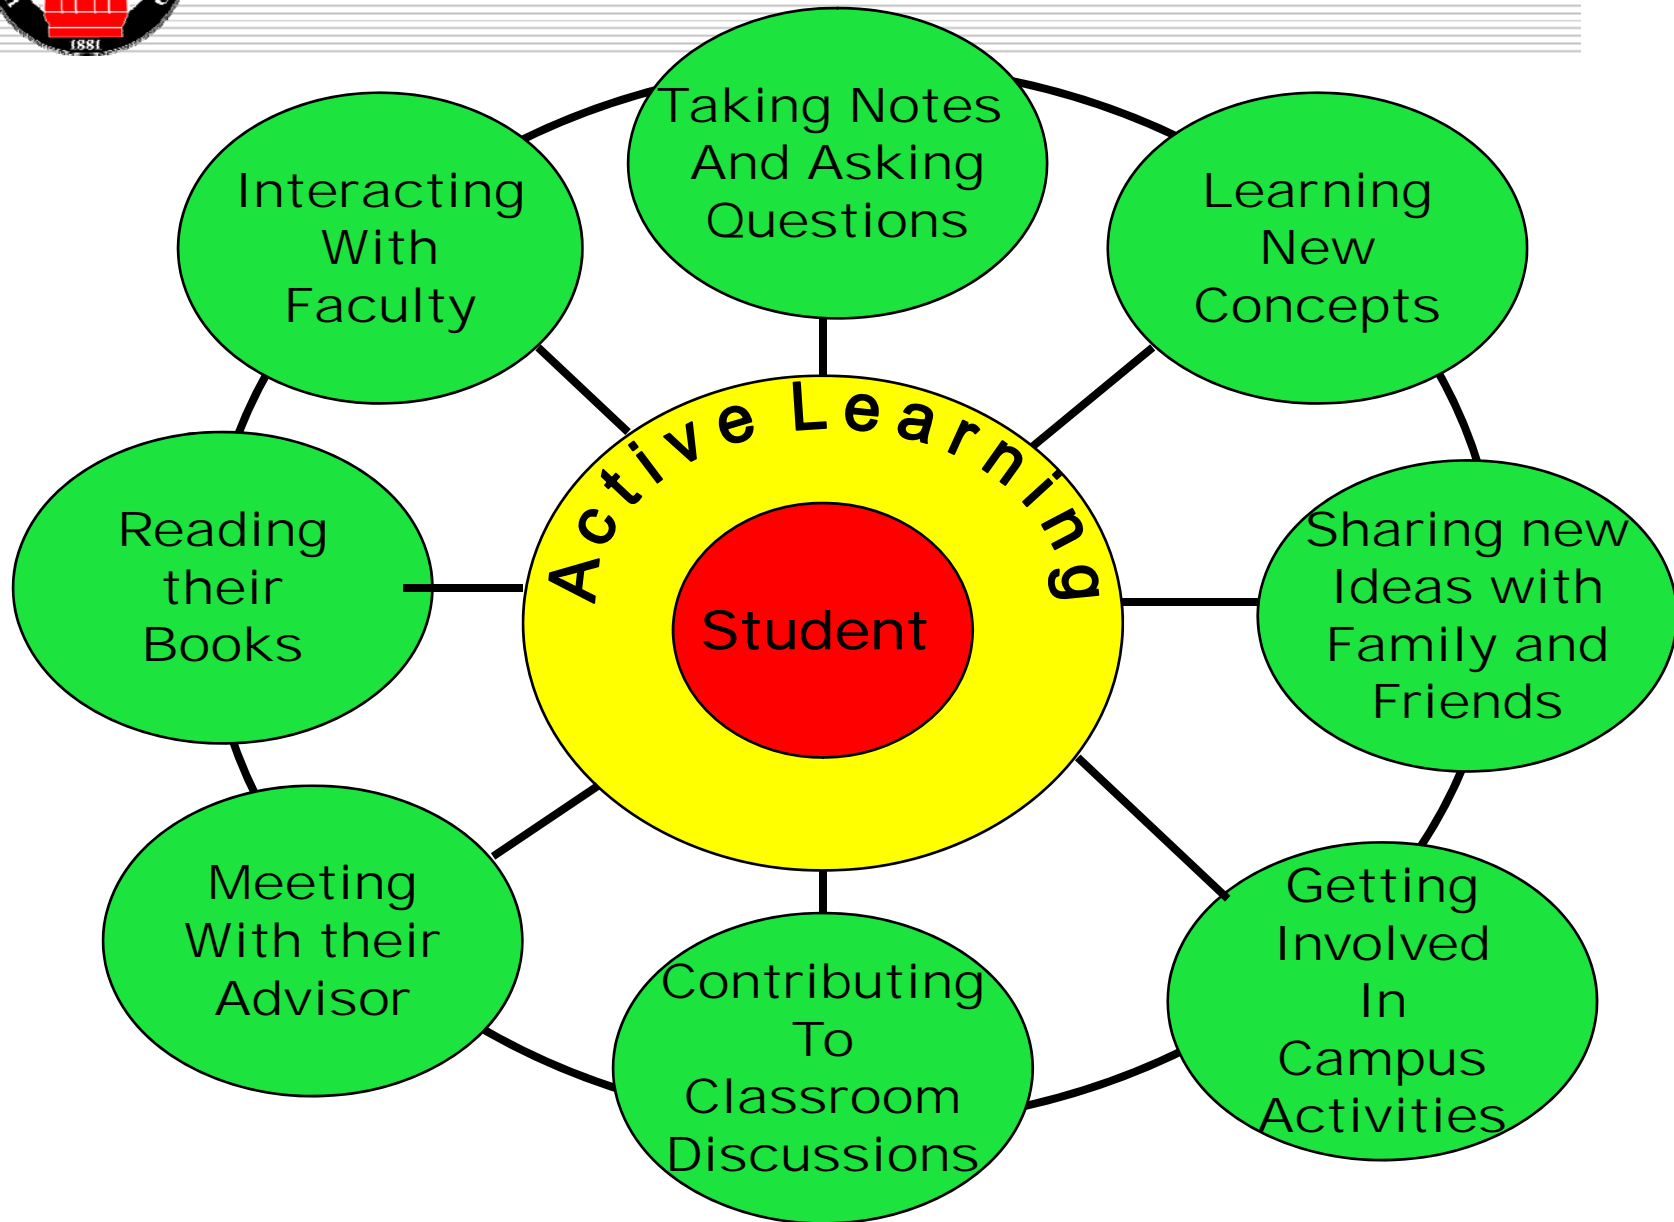 1881
Taking Notes
And Asking
Questions
Interacting
With
Faculty
Learning
New
Concepts
Active Learning
Student
Reading
their
Books
Sharing new
Ideas with
Family and
Friends
Meeting
With their
Advisor
Contributing
To
Classroom
Discussions
Getting
Involved
In
Campus
Activities